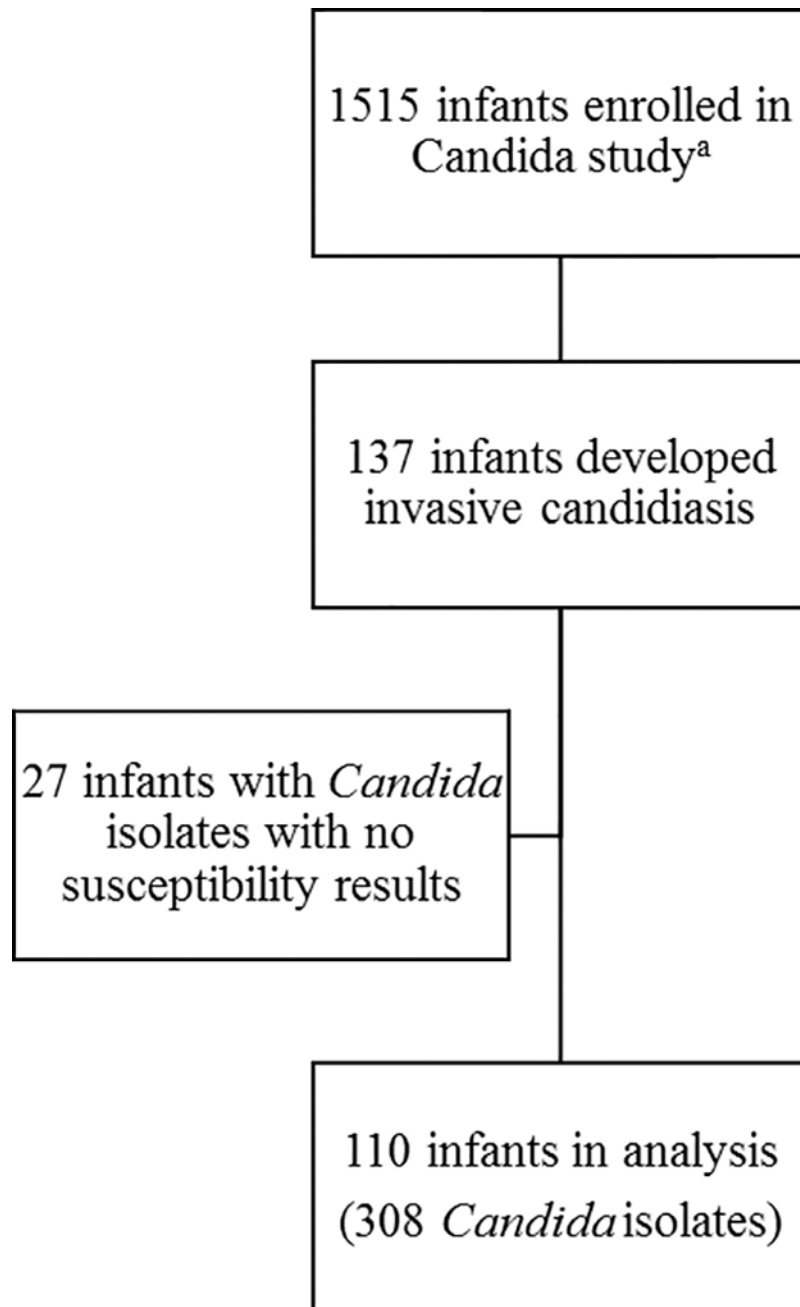 1515 infants enrolled in
Candida studyᵃ
137 infants developed
invasive candidiasis
27 infants with Candida
isolates with no
susceptibility results
110 infants in analysis
(308 Candida isolates)